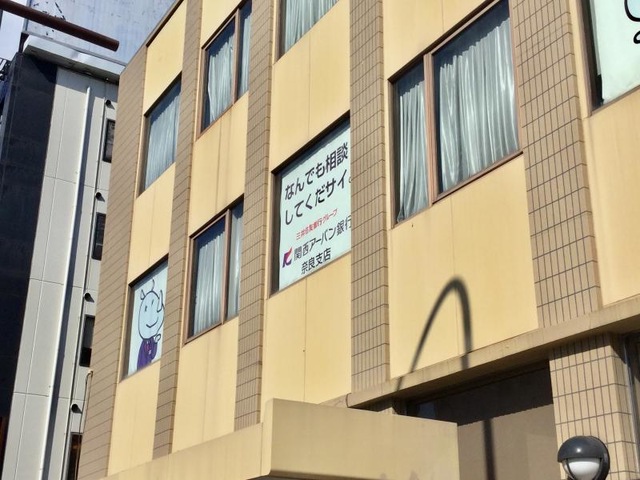 なんでも相談
してくだサイ。
三井住友銀行グループ
関西アーバン銀行
奈良支店